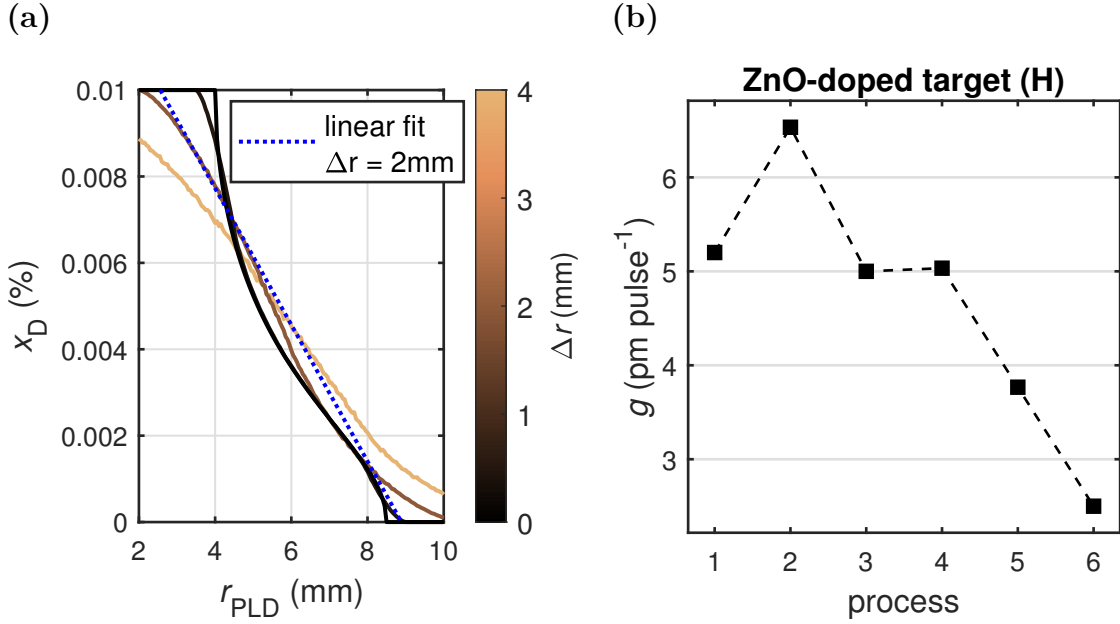 (a)
0.01
0.008
0.006
0.004
0.002
0
x_D (%)
2
4
6
8
10
r_PLD (mm)
linear fit
Δr = 2mm
4
3
2
1
0
Δr (mm)
(b)
ZnO-doped target (H)
6
5
4
3
g (pm pulse⁻¹)
1
2
3
4
5
6
process